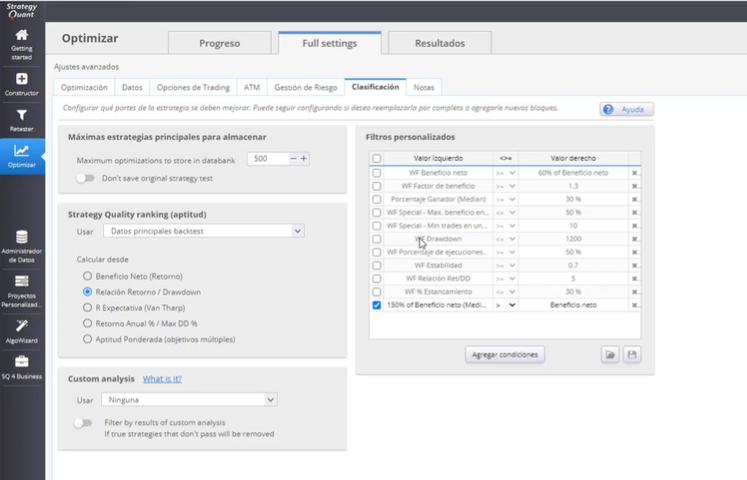 Strategy
Quant
Getting
started
Constructor
Retester
Optimizar
Administrador
de Datos
Proyectos
Personalizad...
AlgoWizard
SQ 4 Business
Optimizar
Progreso
Full settings
Resultados
Ajustes avanzados
Optimización
Datos
Opciones de Trading
ATM
Gestión de Riesgo
Clasificación
Notas
Configurar qué partes de la estrategia se deben mejorar. Puede seguir configurando si desea reemplazarla por completo o agregarle nuevos bloques.
Ayuda
Máximas estrategias principales para almacenar
Maximum optimizations to store in databank
500
Don't save original strategy test
Strategy Quality ranking (aptitud)
Usar
Datos principales backtest
Calcular desde
Beneficio Neto (Retorno)
Relación Retorno / Drawdown
R Expectativa (Van Tharp)
Retorno Anual % / Max DD %
Aptitud Ponderada (objetivos múltiples)
Custom analysis What is it?
Usar
Ninguna
Filter by results of custom analysis
If true strategies that don't pass will be removed
Filtros personalizados
Valor izquierdo <>= Valor derecho
WF Beneficio neto >= 60% of Beneficio neto
WF Factor de beneficio >= 1.3
Porcentaje Ganador (Median) >= 30 %
WF Special - Max. beneficio en... <= 50 %
WF Special - Min trades en un... >= 10
WF Drawdown <= 1200
WF Porcentaje de ejecuciones... >= 50 %
WF Estabilidad >= 0.7
WF Relación Ret/DD >= 5
WF % Estancamiento <= 30 %
150% of Beneficio neto (Medi... > Beneficio neto
Agregar condiciones